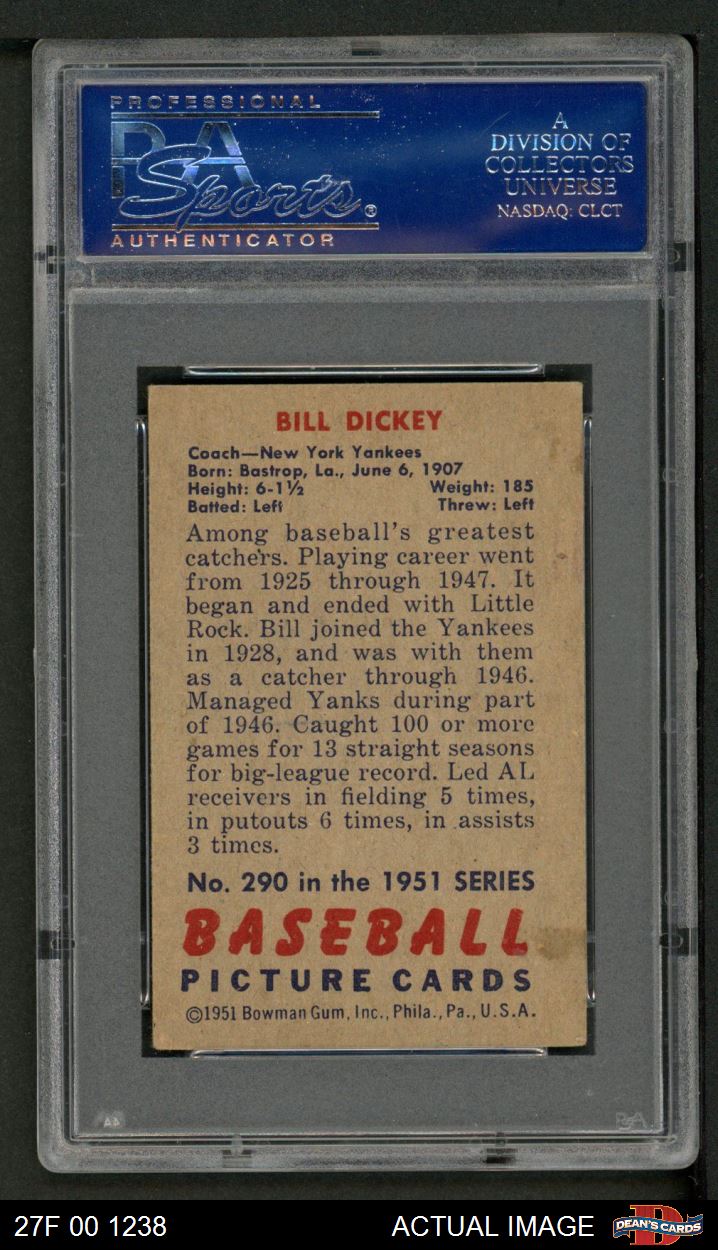 PROFESSIONAL
PSA
Sports®
AUTHENTICATOR
A
DIVISION OF
COLLECTORS
UNIVERSE
NASDAQ: CLCT
BILL DICKEY
Coach—New York Yankees
Born: Bastrop, La., June 6, 1907
Height: 6-1½ Weight: 185
Batted: Left Threw: Left
Among baseball's greatest
catchers. Playing career went
from 1925 through 1947. It
began and ended with Little
Rock. Bill joined the Yankees
in 1928, and was with them
as a catcher through 1946.
Managed Yanks during part
of 1946. Caught 100 or more
games for 13 straight seasons
for big-league record. Led AL
receivers in fielding 5 times,
in putouts 6 times, in assists
3 times.
No. 290 in the 1951 SERIES
BASEBALL
PICTURE CARDS
©1951 Bowman Gum, Inc., Phila., Pa., U.S.A.
PSA
27F 00 1238
ACTUAL IMAGE
DEAN'S CARDS